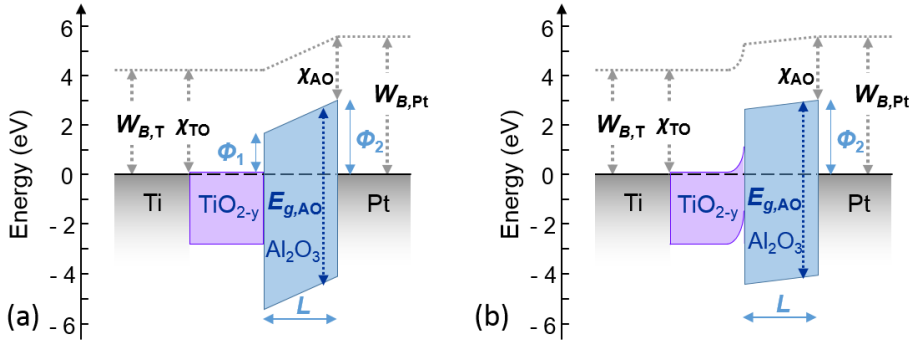 6
4
2
0
- 2
- 4
- 6
Energy (eV)
W_B,T
χ_TO
Φ_1
χ_AO
W_B,Pt
Φ_2
Ti
TiO_2-y
E_g,AO
Al_2O_3
Pt
L
(a)
6
4
2
0
- 2
- 4
- 6
Energy (eV)
W_B,T
χ_TO
χ_AO
W_B,Pt
Φ_2
Ti
TiO_2-y
E_g,AO
Al_2O_3
Pt
L
(b)